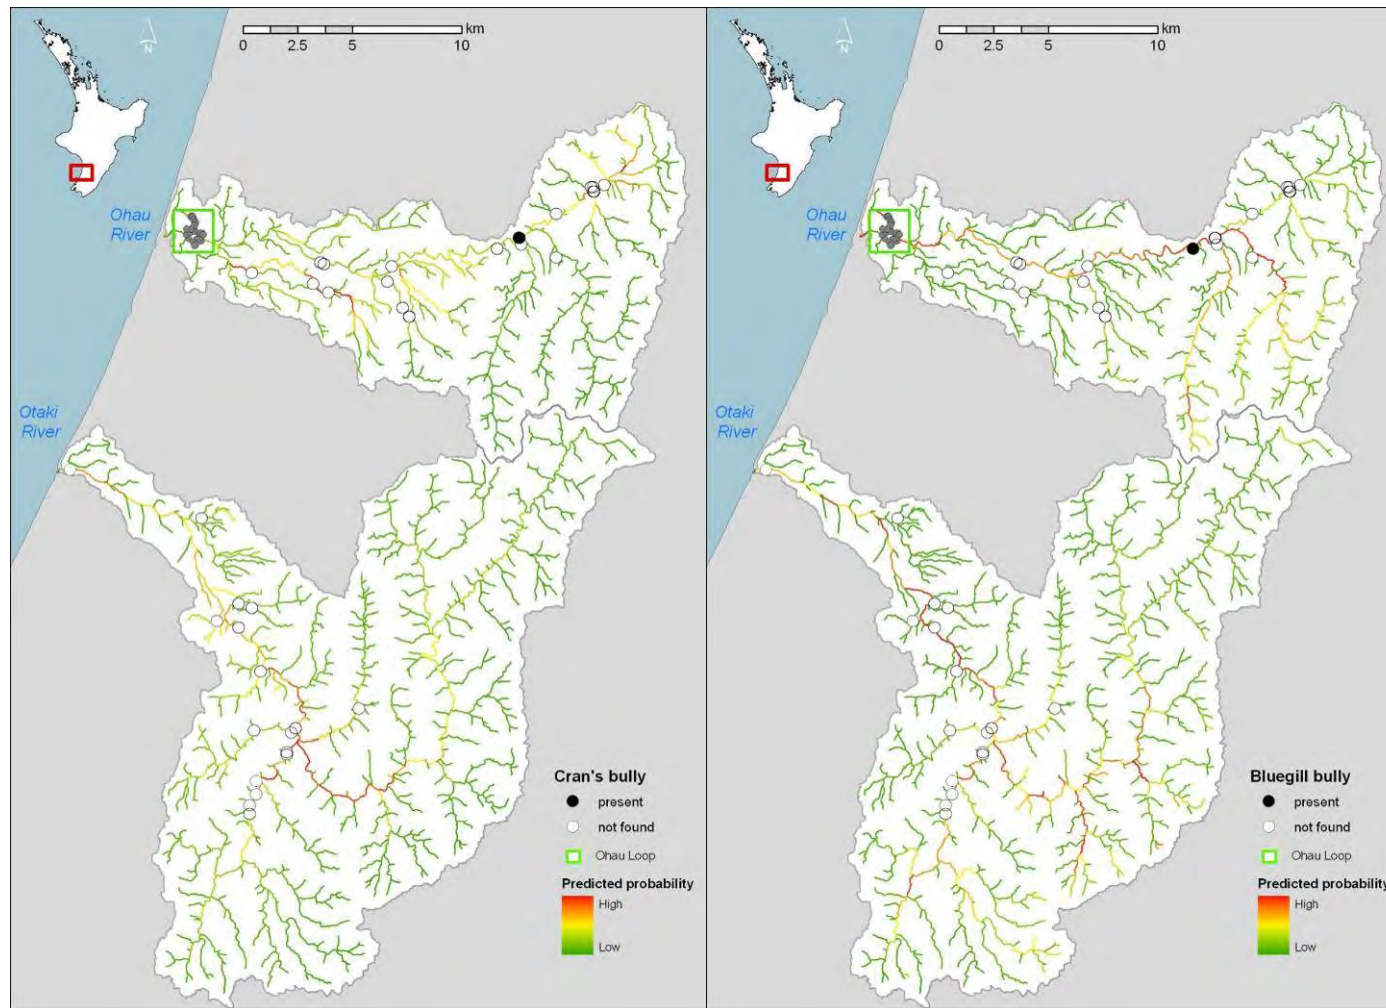 km
0 2.5 5 10
N
Ohau
River
Otaki
River
Cran's bully
present
not found
Ohau Loop
Predicted probability
High
Low
km
0 2.5 5 10
N
Ohau
River
Otaki
River
Bluegill bully
present
not found
Ohau Loop
Predicted probability
High
Low